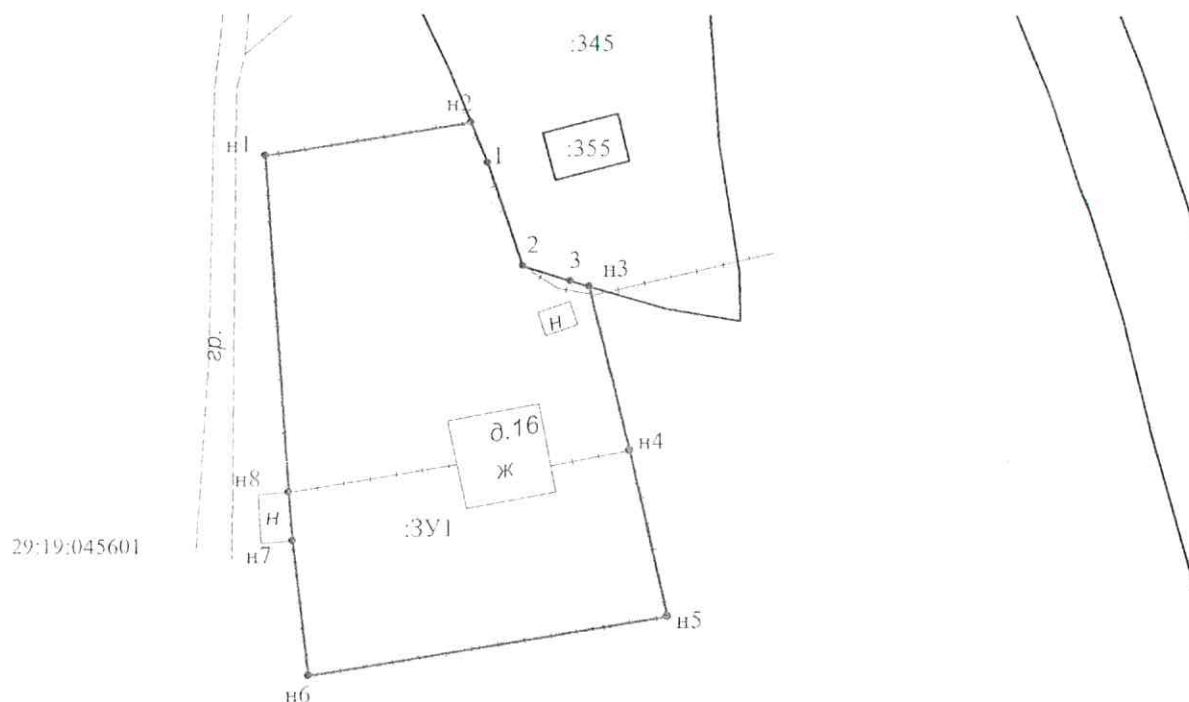 :345
н2
н1
:355
1
2
3
н3
н
гр.
д.16
н4
ж
н8
н
:ЗУ1
29:19:045601
н7
н5
н6